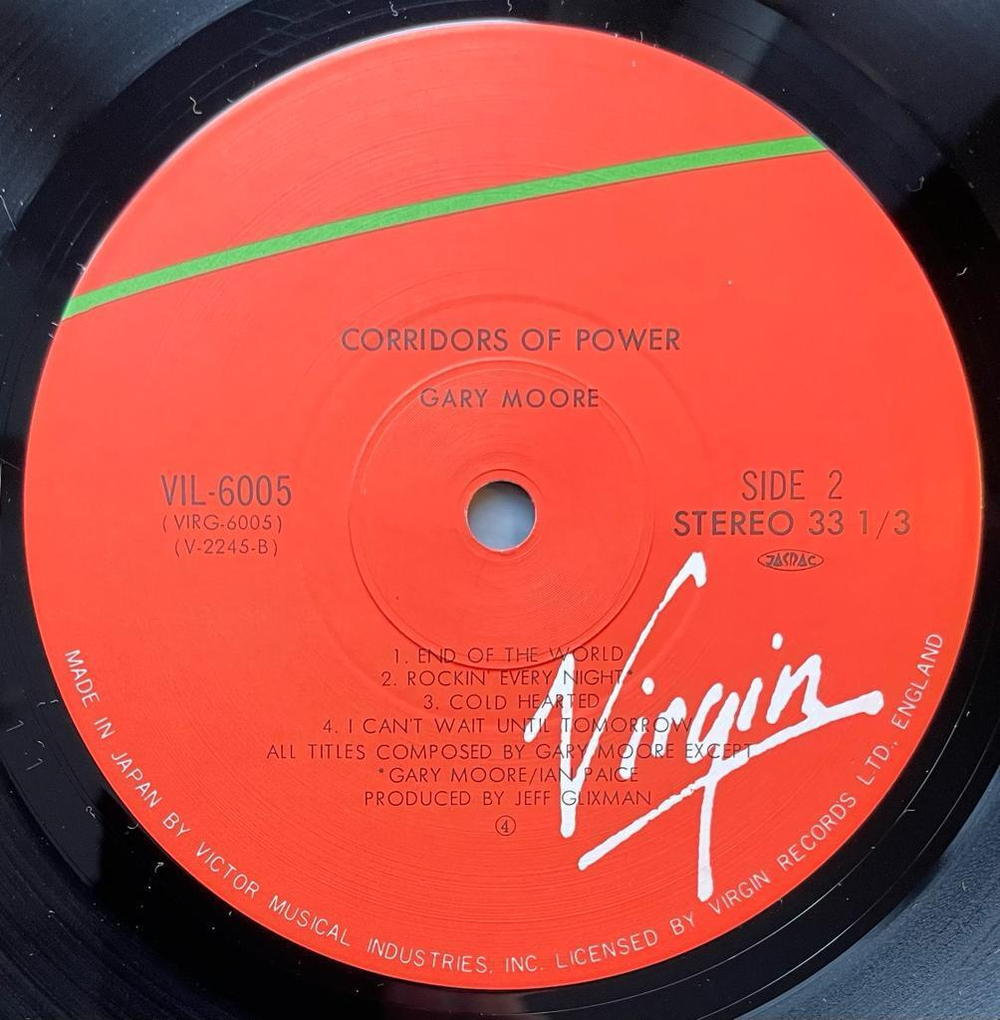 CORRIDORS OF POWER
GARY MOORE
VIL-6005
(VIRG-6005)
(V-2245-B)
SIDE 2
STEREO 33 1/3
JASRAC
1. END OF THE WORLD
2. ROCKIN' EVERY NIGHT*
3. COLD HEARTED
4. I CAN'T WAIT UNTIL TOMORROW
ALL TITLES COMPOSED BY GARY MOORE EXCEPT
*GARY MOORE/IAN PAICE
PRODUCED BY JEFF GLIXMAN
④
Virgin
MADE IN JAPAN BY VICTOR MUSICAL INDUSTRIES, INC. LICENSED BY VIRGIN RECORDS LTD., ENGLAND